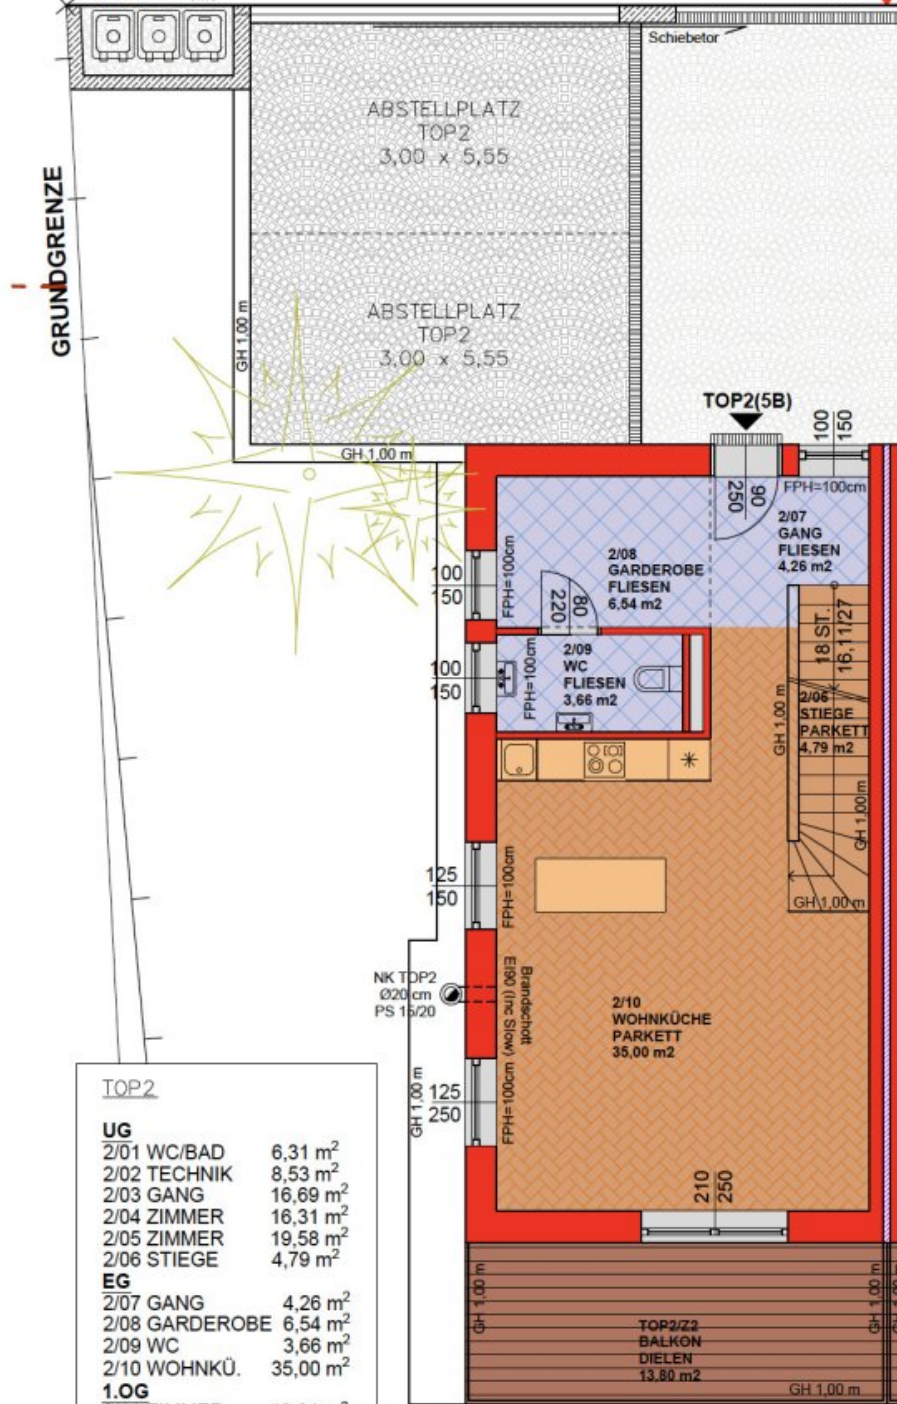 Schiebetor
ABSTELLPLATZ
TOP2
3,00 x 5,55
GRUNDGRENZE
GH 1,00 m
ABSTELLPLATZ
TOP2
3,00 x 5,55
TOP2(5B)
100
150
GH 1,00 m
90
250
FPH=100cm
2/07
GANG
FLIESEN
4,26 m2
FPH=100cm
2/08
GARDEROBE
FLIESEN
6,54 m2
100
150
80
220
18 ST.
16,11/27
2/09
WC
FLIESEN
3,66 m2
FPH=100cm
100
150
GH 1,00 m
2/06
STIEGE
PARKETT
4,79 m2
GH 1,00 m
125
150
FPH=100cm
GH 1,00 m
NK TOP2
Ø20 cm
PS 15/20
Brandschott
EI90 (inc Slow)
2/10
WOHNKÜCHE
PARKETT
35,00 m2
125
250
FPH=100cm
GH 1,00 m
210
250
TOP2
UG
2/01 WC/BAD 6,31 m²
2/02 TECHNIK 8,53 m²
2/03 GANG 16,69 m²
2/04 ZIMMER 16,31 m²
2/05 ZIMMER 19,58 m²
2/06 STIEGE 4,79 m²
EG
2/07 GANG 4,26 m²
2/08 GARDEROBE 6,54 m²
2/09 WC 3,66 m²
2/10 WOHNKÜ. 35,00 m²
1.OG
GH 1,00 m
GH 1,00 m
TOP2/Z2
BALKON
DIELEN
13,80 m2
GH 1,00 m